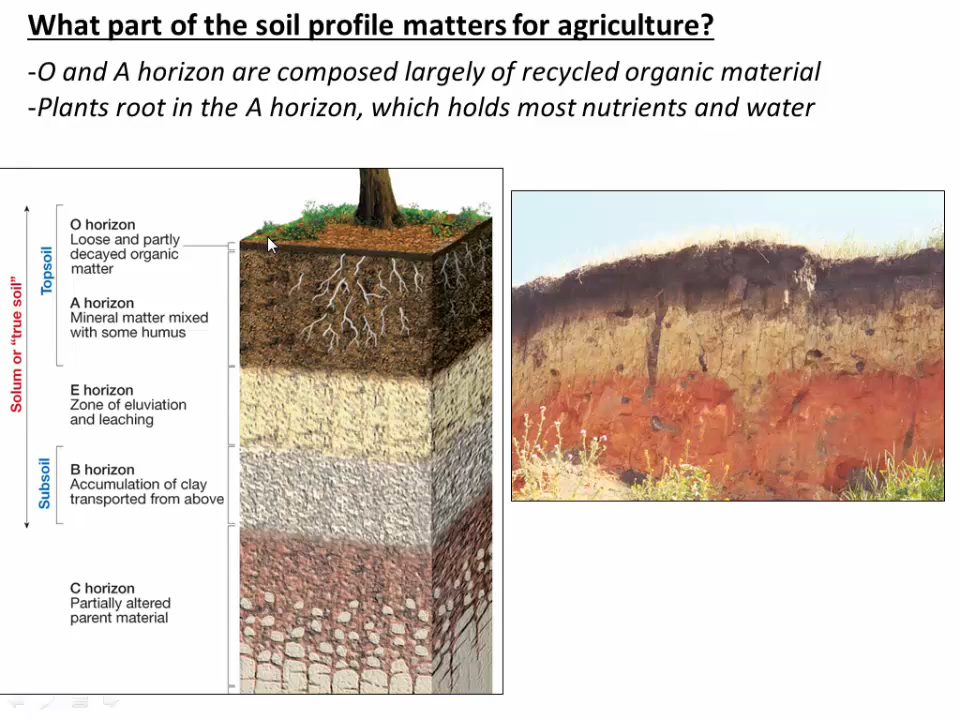 What part of the soil profile matters for agriculture?
-O and A horizon are composed largely of recycled organic material
-Plants root in the A horizon, which holds most nutrients and water
Solum or "true soil"
Topsoil
O horizon
Loose and partly
decayed organic
matter
A horizon
Mineral matter mixed
with some humus
E horizon
Zone of eluviation
and leaching
Subsoil
B horizon
Accumulation of clay
transported from above
C horizon
Partially altered
parent material